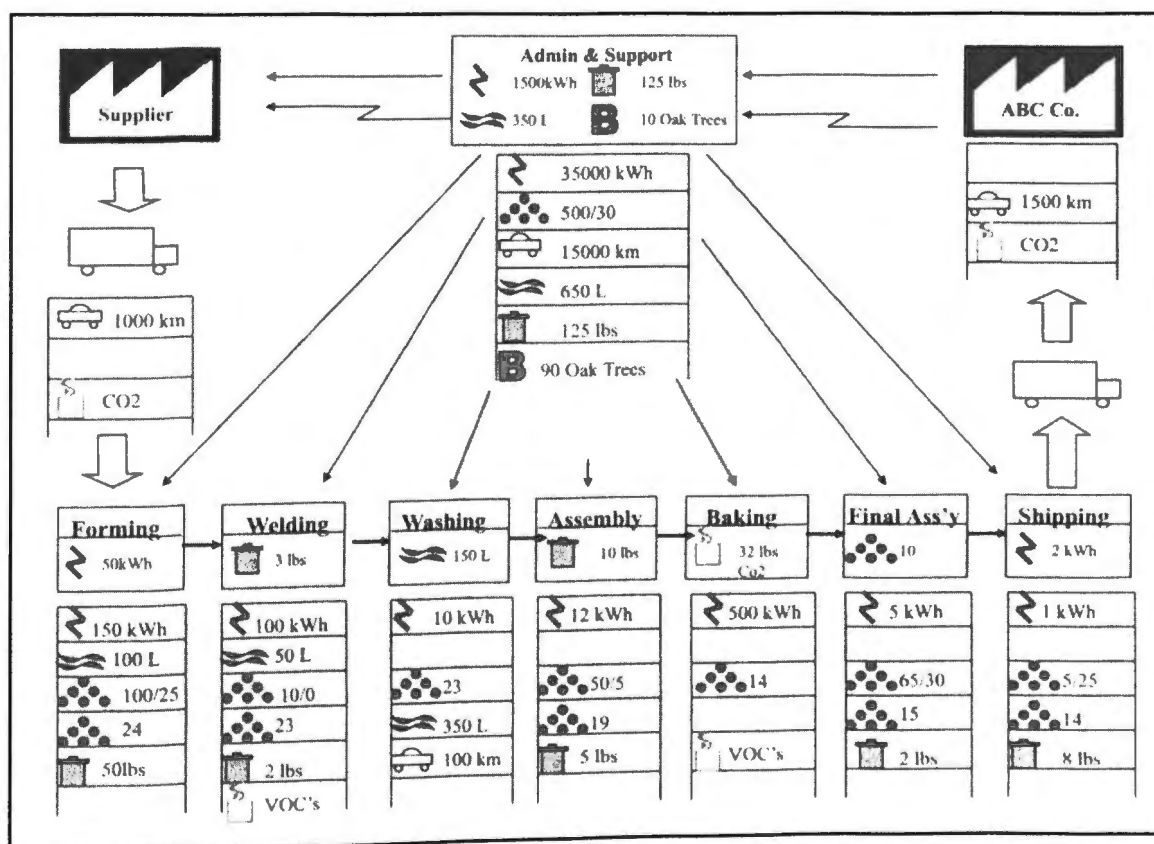 Admin & Support
1500kWh
125 lbs
350 L
B
10 Oak Trees
Supplier
ABC Co.
35000 kWh
500/30
15000 km
650 L
125 lbs
B
90 Oak Trees
1000 km
CO2
1500 km
CO2
Forming
50kWh
150 kWh
100 L
100/25
24
50lbs
Welding
3 lbs
100 kWh
50 L
10/0
23
2 lbs
VOC's
Washing
150 L
10 kWh
23
350 L
100 km
Assembly
10 lbs
12 kWh
50/5
19
5 lbs
Baking
32 lbs
Co2
500 kWh
14
VOC's
Final Ass'y
10
5 kWh
65/30
15
2 lbs
Shipping
2 kWh
1 kWh
5/25
14
8 lbs